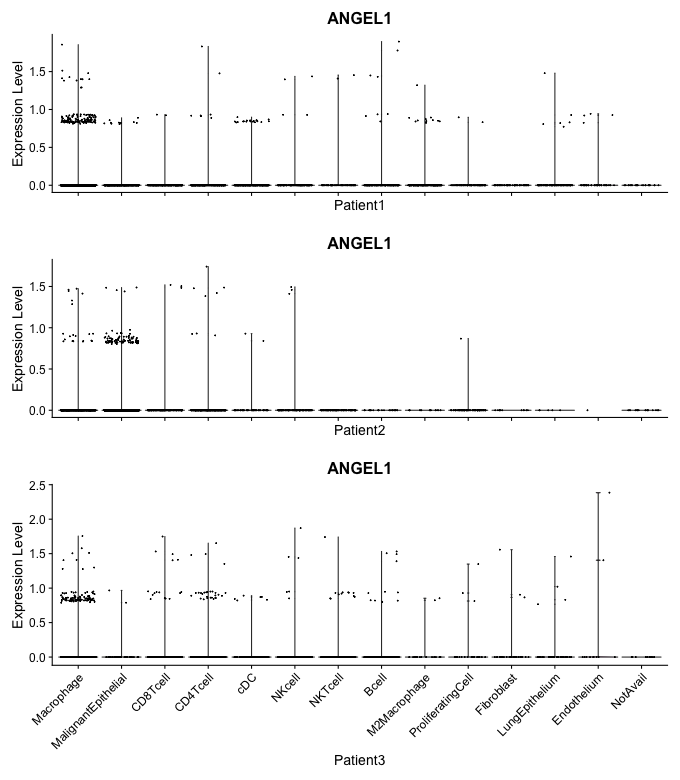 ANGEL1
Expression Level
1.5
1.0
0.5
0.0
Patient1
ANGEL1
Expression Level
1.5
1.0
0.5
0.0
Patient2
ANGEL1
Expression Level
2.5
2.0
1.5
1.0
0.5
0.0
Macrophage
MalignantEpithelial
CD8Tcell
CD4Tcell
cDC
NKcell
NKTcell
Bcell
M2Macrophage
ProliferatingCell
Fibroblast
LungEpithelium
Endothelium
NotAvail
Patient3